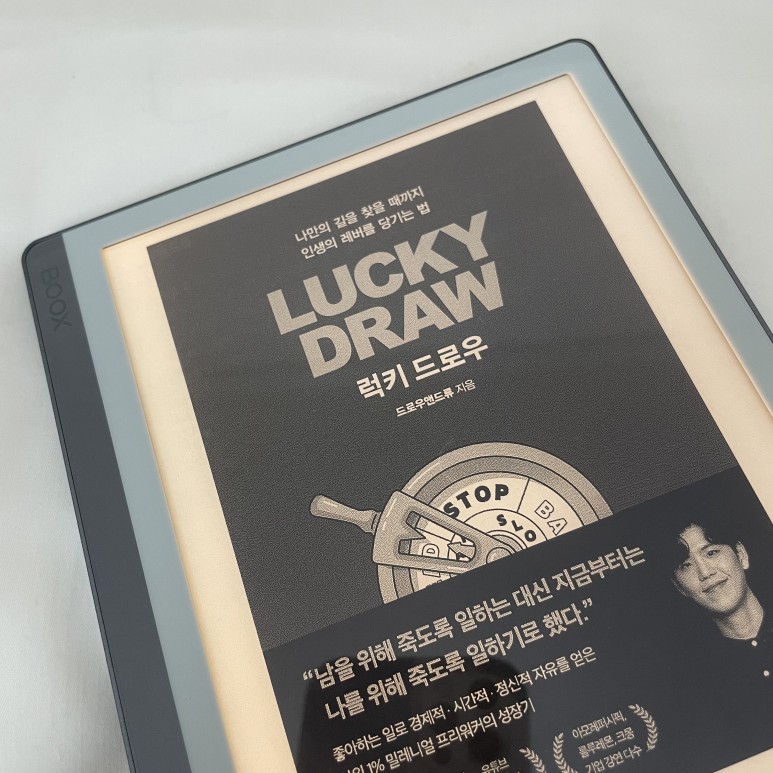 BOOX
나만의 길을 찾을 때까지
인생의 레버를 당기는 법
LUCKY
DRAW
럭키 드로우
드로우앤드류 지음
STOP
SLO
BA
“남을 위해 죽도록 일하는 대신 지금부터는
나를 위해 죽도록 일하기로 했다.”
좋아하는 일로 경제적·시간적·정신적 자유를 얻은
1% 밀레니얼 프리워커의 성장기
유튜브
아모레퍼시픽,
룰루레몬, 크몽
기업 강연 다수